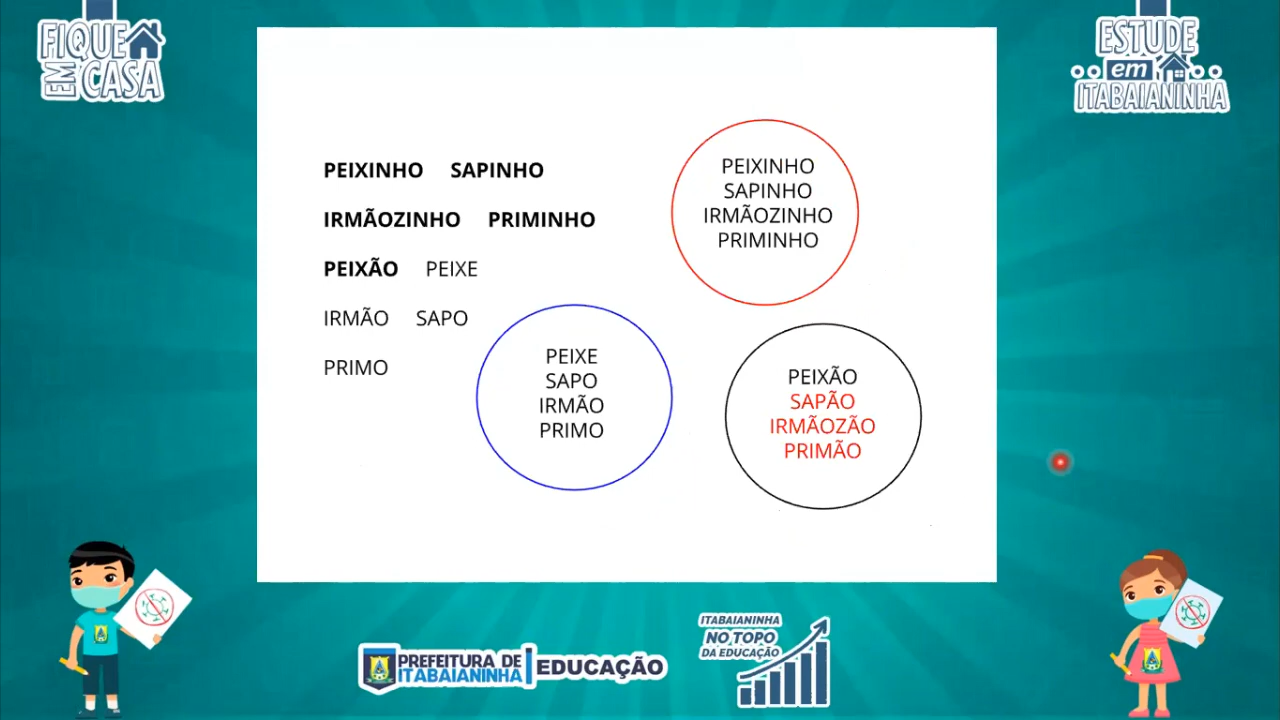 FIQUE
EM CASA
ESTUDE
em
ITABAIANINHA
PEIXINHO SAPINHO
IRMÃOZINHO PRIMINHO
PEIXÃO PEIXE
IRMÃO SAPO
PRIMO
PEIXINHO
SAPINHO
IRMÃOZINHO
PRIMINHO
PEIXE
SAPO
IRMÃO
PRIMO
PEIXÃO
SAPÃO
IRMÃOZÃO
PRIMÃO
PREFEITURA DE
ITABAIANINHA
EDUCAÇÃO
ITABAIANINHA
NO TOPO
DA EDUCAÇÃO